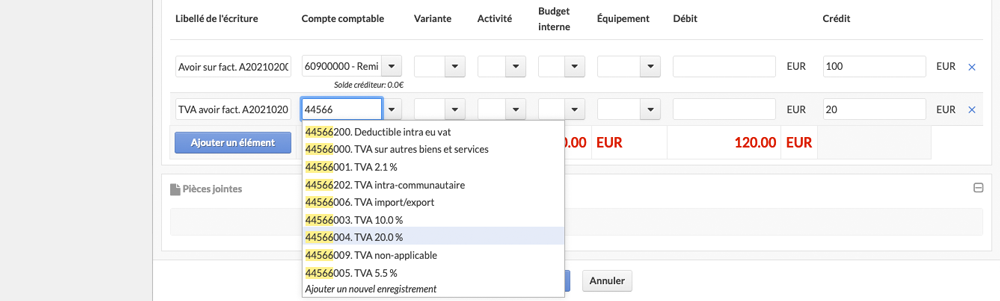 Libellé de l'écriture Compte comptable Variante Activité Budget interne Équipement Débit Crédit
Avoir sur fact. A2021020 60900000 - Remi EUR 100 EUR ×
Solde créditeur: 0.0€
TVA avoir fact. A2021020 44566 EUR 20 EUR ×
Ajouter un élément 0.00 EUR 120.00 EUR
44566200. Deductible intra eu vat
44566000. TVA sur autres biens et services
44566001. TVA 2.1 %
44566202. TVA intra-communautaire
44566006. TVA import/export
44566003. TVA 10.0 %
44566004. TVA 20.0 %
44566009. TVA non-applicable
44566005. TVA 5.5 %
Ajouter un nouvel enregistrement
Pièces jointes
Annuler